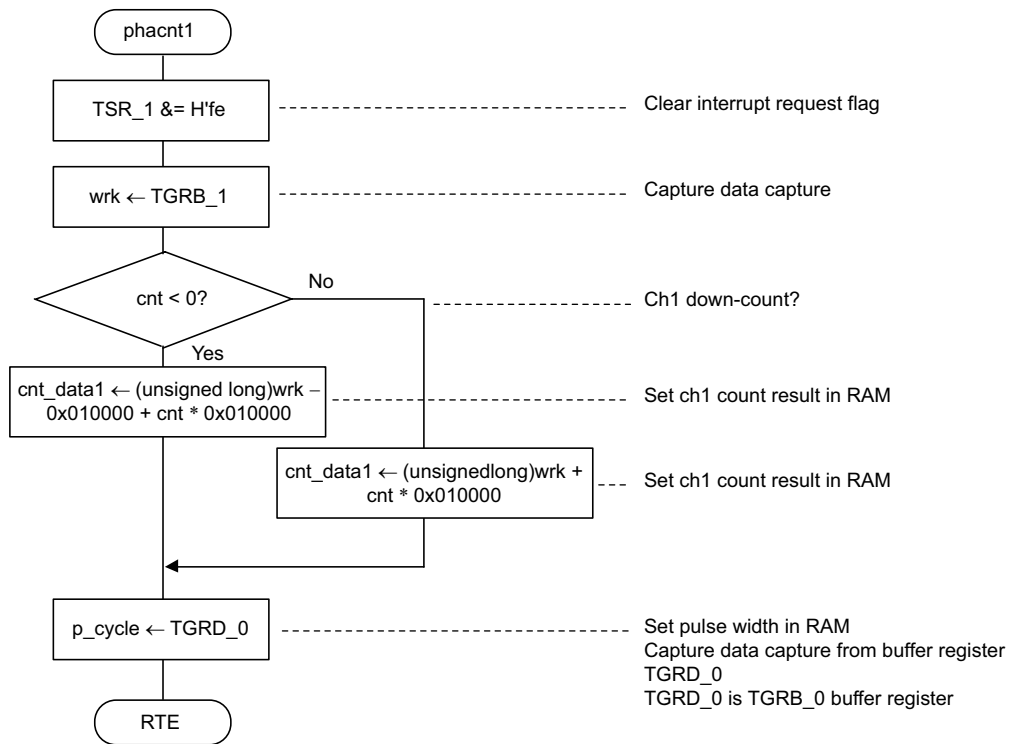 phacnt1
TSR_1 &= H'fe
Clear interrupt request flag
wrk ← TGRB_1
Capture data capture
cnt < 0?
No
Ch1 down-count?
Yes
cnt_data1 ← (unsigned long)wrk –
0x010000 + cnt * 0x010000
Set ch1 count result in RAM
cnt_data1 ← (unsignedlong)wrk +
cnt * 0x010000
Set ch1 count result in RAM
p_cycle ← TGRD_0
Set pulse width in RAM
Capture data capture from buffer register
TGRD_0
TGRD_0 is TGRB_0 buffer register
RTE